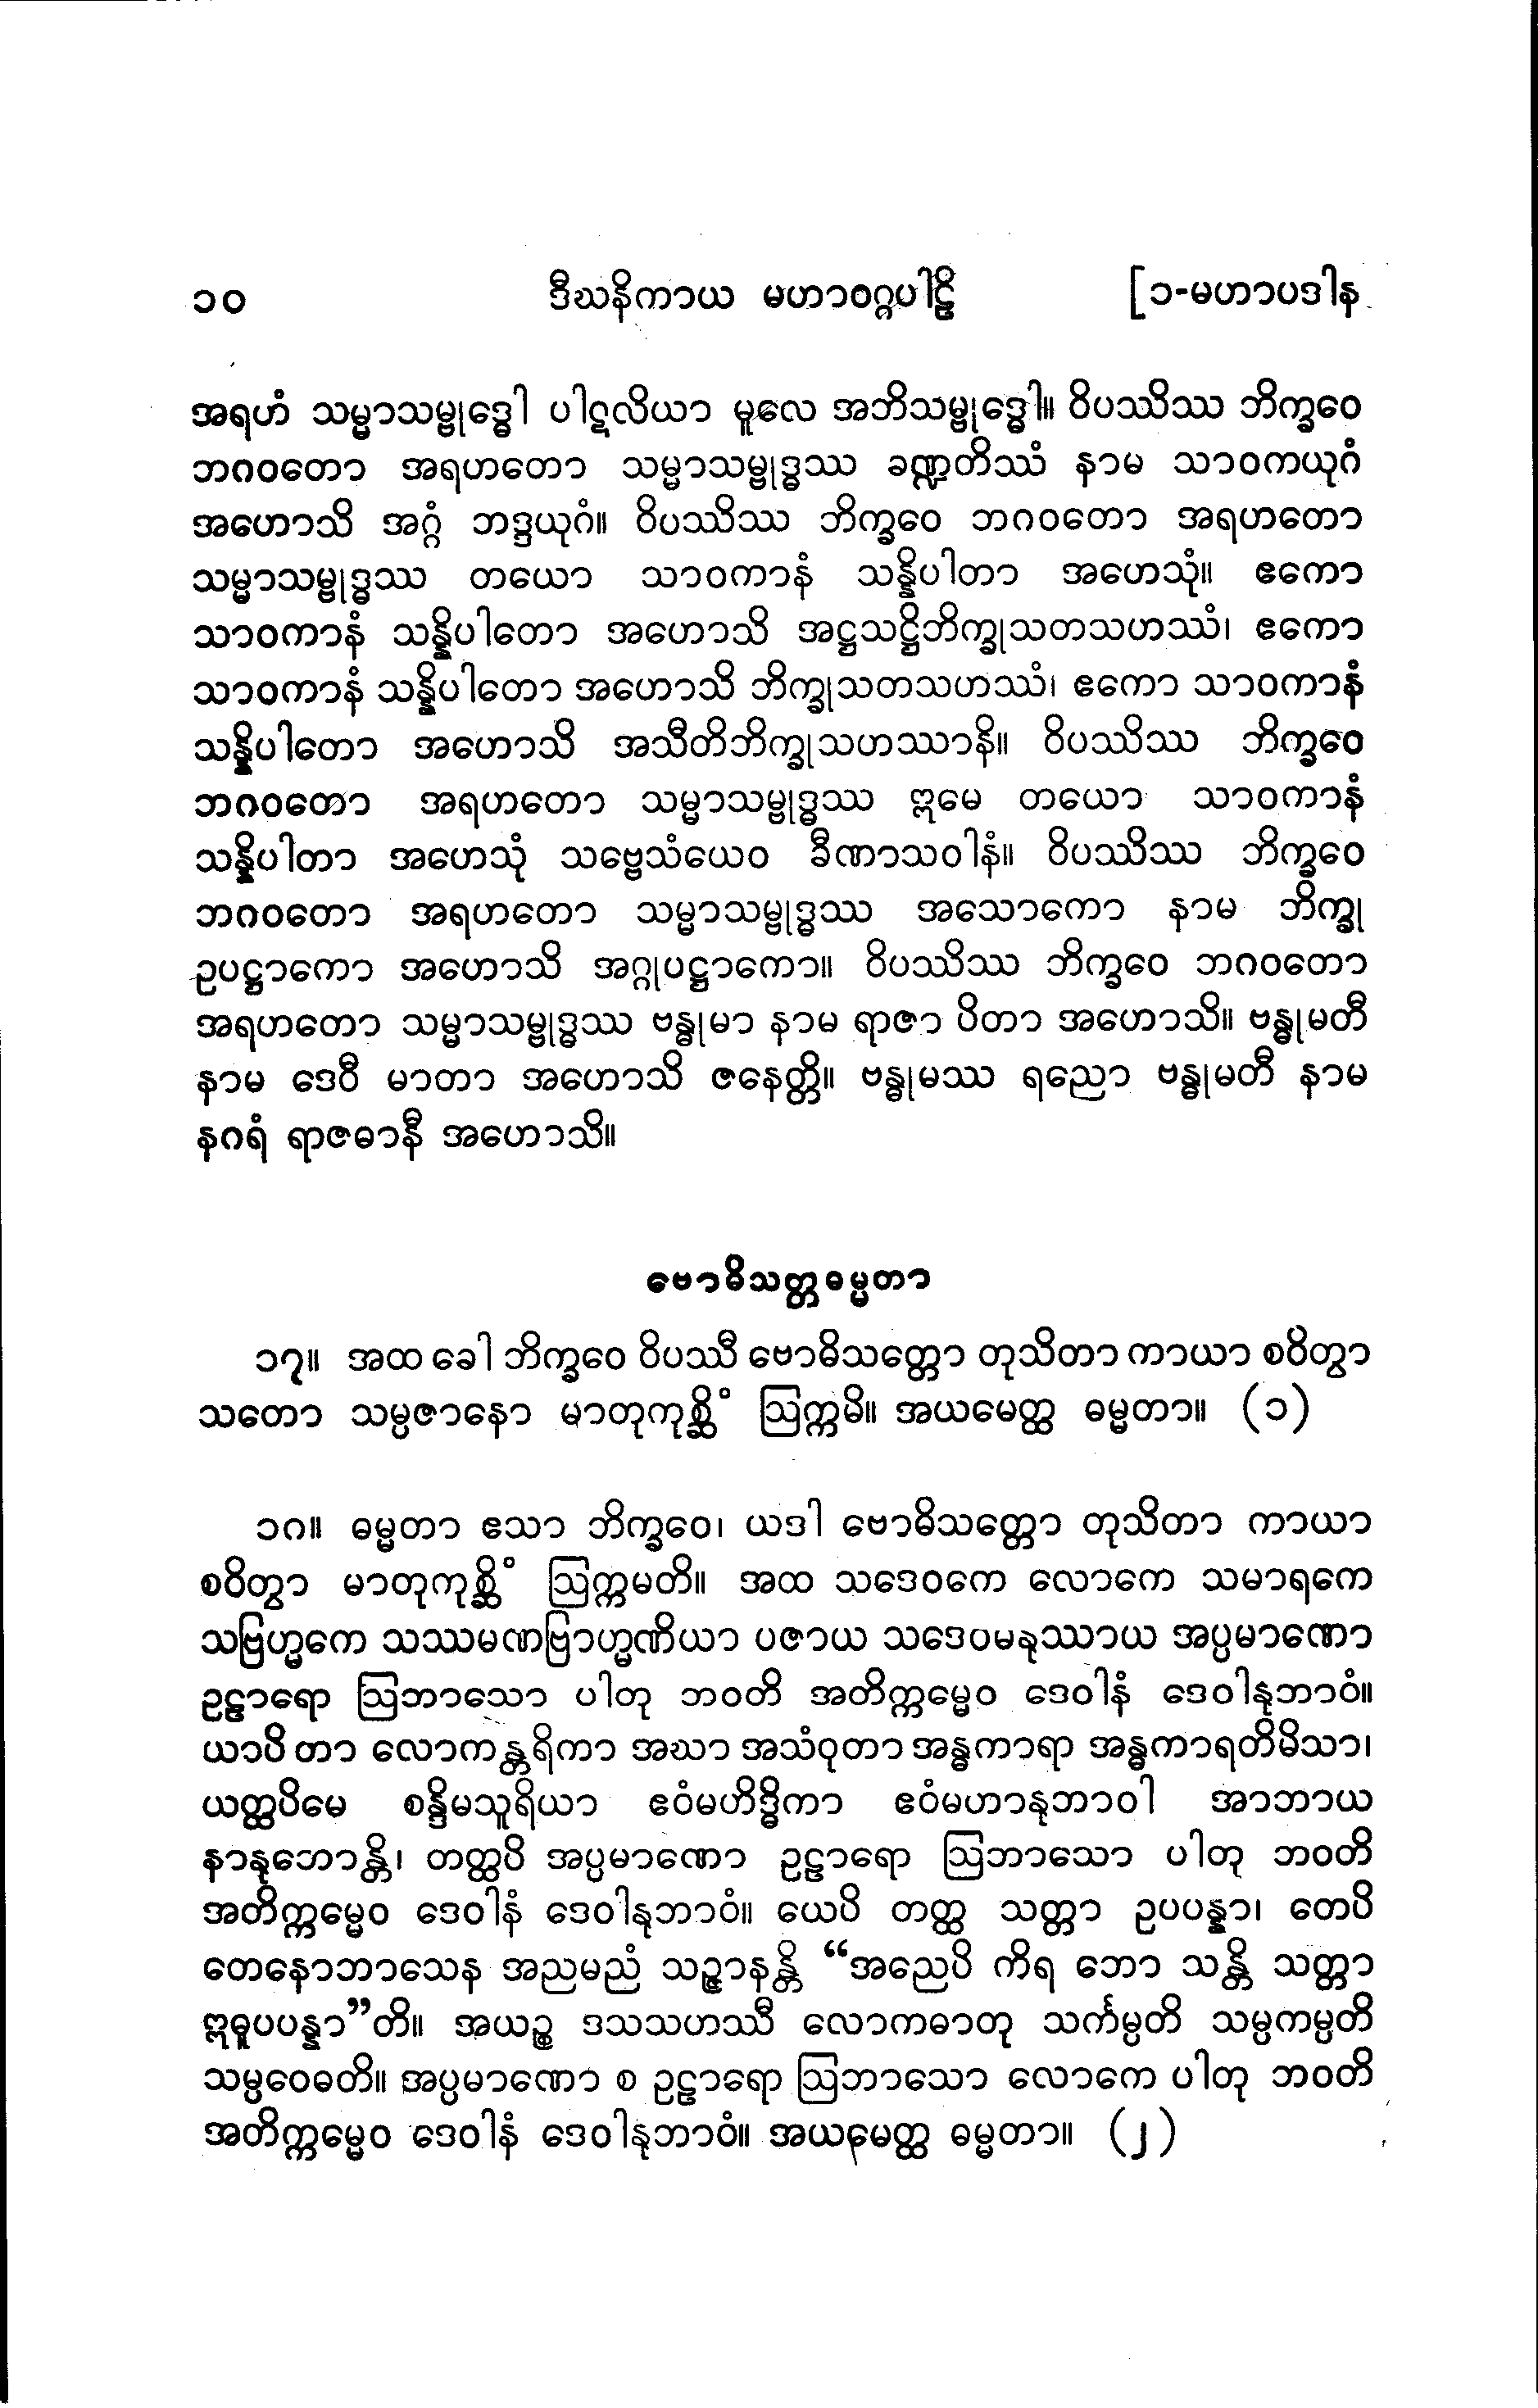 ၁၀ ဒီဃနိကာယ မဟာဝဂ္ဂပါဠိ [၁-မဟာပဒါန
အရဟံ သမ္မာသမ္ဗုဒ္ဓေါ ပါဋလိယာ မူလေ အဘိသမ္ဗုဒ္ဓေါ။ ဝိပဿိဿ ဘိက္ခဝေ
ဘဂဝတော အရဟတော သမ္မာသမ္ဗုဒ္ဓဿ ခဏ္ဍတိဿံ နာမ သာဝကယုဂံ
အဟောသိ အဂ္ဂံ ဘဒ္ဒယုဂံ။ ဝိပဿိဿ ဘိက္ခဝေ ဘဂဝတော အရဟတော
သမ္မာသမ္ဗုဒ္ဓဿ တယော သာဝကာနံ သန္နိပါတာ အဟေသုံ။ ဧကော
သာဝကာနံ သန္နိပါတော အဟောသိ အဋ္ဌသဋ္ဌိဘိက္ခုသတသဟဿံ၊ ဧကော
သာဝကာနံ သန္နိပါတော အဟောသိ ဘိက္ခုသတသဟဿံ၊ ဧကော သာဝကာနံ
သန္နိပါတော အဟောသိ အသီတိဘိက္ခုသဟဿာနိ။ ဝိပဿိဿ ဘိက္ခဝေ
ဘဂဝတော အရဟတော သမ္မာသမ္ဗုဒ္ဓဿ ဣမေ တယော သာဝကာနံ
သန္နိပါတာ အဟေသုံ သဗ္ဗေသံယေဝ ခီဏာသဝါနံ။ ဝိပဿိဿ ဘိက္ခဝေ
ဘဂဝတော အရဟတော သမ္မာသမ္ဗုဒ္ဓဿ အသောကော နာမ ဘိက္ခု
ဥပဋ္ဌာကော အဟောသိ အဂ္ဂုပဋ္ဌာကော။ ဝိပဿိဿ ဘိက္ခဝေ ဘဂဝတော
အရဟတော သမ္မာသမ္ဗုဒ္ဓဿ ဗန္ဓုမာ နာမ ရာဇာ ပိတာ အဟောသိ။ ဗန္ဓုမတီ
နာမ ဒေဝီ မာတာ အဟောသိ ဇနေတ္တိ။ ဗန္ဓုမဿ ရညော ဗန္ဓုမတီ နာမ
နဂရံ ရာဇဓာနီ အဟောသိ။
ဗောဓိသတ္တဓမ္မတာ
၁၇။ အထ ခေါ ဘိက္ခဝေ ဝိပဿီ ဗောဓိသတ္တော တုသိတာ ကာယာ စဝိတွာ
သတော သမ္ပဇာနော မာတုကုစ္ဆိံ ဩက္ကမိ။ အယမေတ္ထ ဓမ္မတာ။ (၁)
၁၈။ ဓမ္မတာ ဧသာ ဘိက္ခဝေ၊ ယဒါ ဗောဓိသတ္တော တုသိတာ ကာယာ
စဝိတွာ မာတုကုစ္ဆိံ ဩက္ကမတိ။ အထ သဒေဝကေ လောကေ သမာရကေ
သဗြဟ္မကေ သဿမဏဗြာဟ္မဏိယာ ပဇာယ သဒေဝမနုဿာယ အပ္ပမာဏော
ဥဠာရော ဩဘာသော ပါတု ဘဝတိ အတိက္ကမ္မေဝ ဒေဝါနံ ဒေဝါနုဘာဝံ။
ယာပိ တာ လောကန္တရိကာ အဃာ အသံဝုတာ အန္ဓကာရာ အန္ဓကာရတိမိသာ၊
ယတ္ထပိမေ စန္ဒိမသူရိယာ ဧဝံမဟိဒ္ဓိကာ ဧဝံမဟာနုဘာဝါ အာဘာယ
နာနုဘောန္တိ၊ တတ္ထပိ အပ္ပမာဏော ဥဠာရော ဩဘာသော ပါတု ဘဝတိ
အတိက္ကမ္မေဝ ဒေဝါနံ ဒေဝါနုဘာဝံ။ ယေပိ တတ္ထ သတ္တာ ဥပပန္နာ၊ တေပိ
တေနောဘာသေန အညမညံ သဉ္ဇာနန္တိ “အညေပိ ကိရ ဘော သန္တိ သတ္တာ
ဣဓူပပန္နာ”တိ။ အယဉ္စ ဒသသဟဿီ လောကဓာတု သင်္ကမ္ပတိ သမ္ပကမ္ပတိ
သမ္ပဝေဓတိ။ အပ္ပမာဏော စ ဥဠာရော ဩဘာသော လောကေ ပါတု ဘဝတိ
အတိက္ကမ္မေဝ ဒေဝါနံ ဒေဝါနုဘာဝံ။ အယမေတ္ထ ဓမ္မတာ။ (၂)